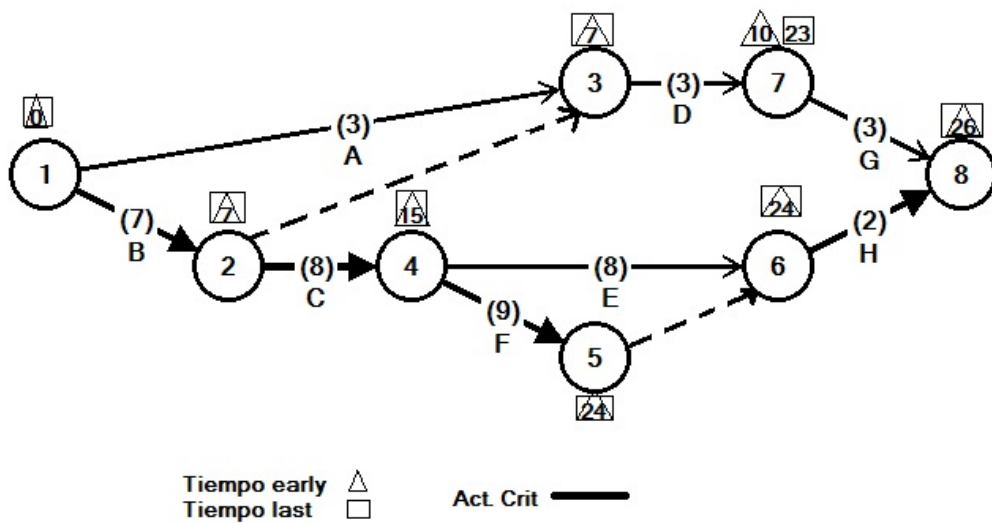 7
10 23
3
(3)
D
7
0
(3)
A
(3)
G
26
1
8
(7)
B
7
15
24
2
(8)
C
4
(8)
E
6
(2)
H
(9)
F
5
24
Tiempo early
Tiempo last
Act. Crit